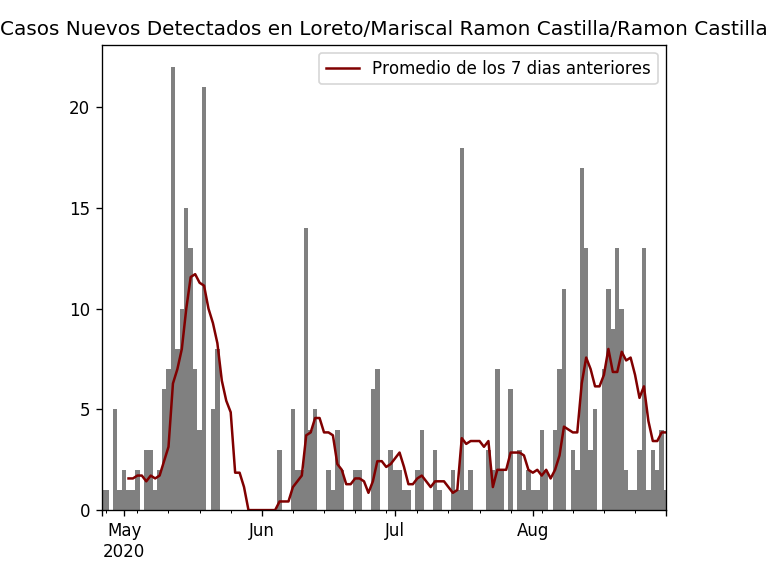 Casos Nuevos Detectados en Loreto/Mariscal Ramon Castilla/Ramon Castilla
Promedio de los 7 dias anteriores
20
15
10
5
0
May Jun Jul Aug
2020